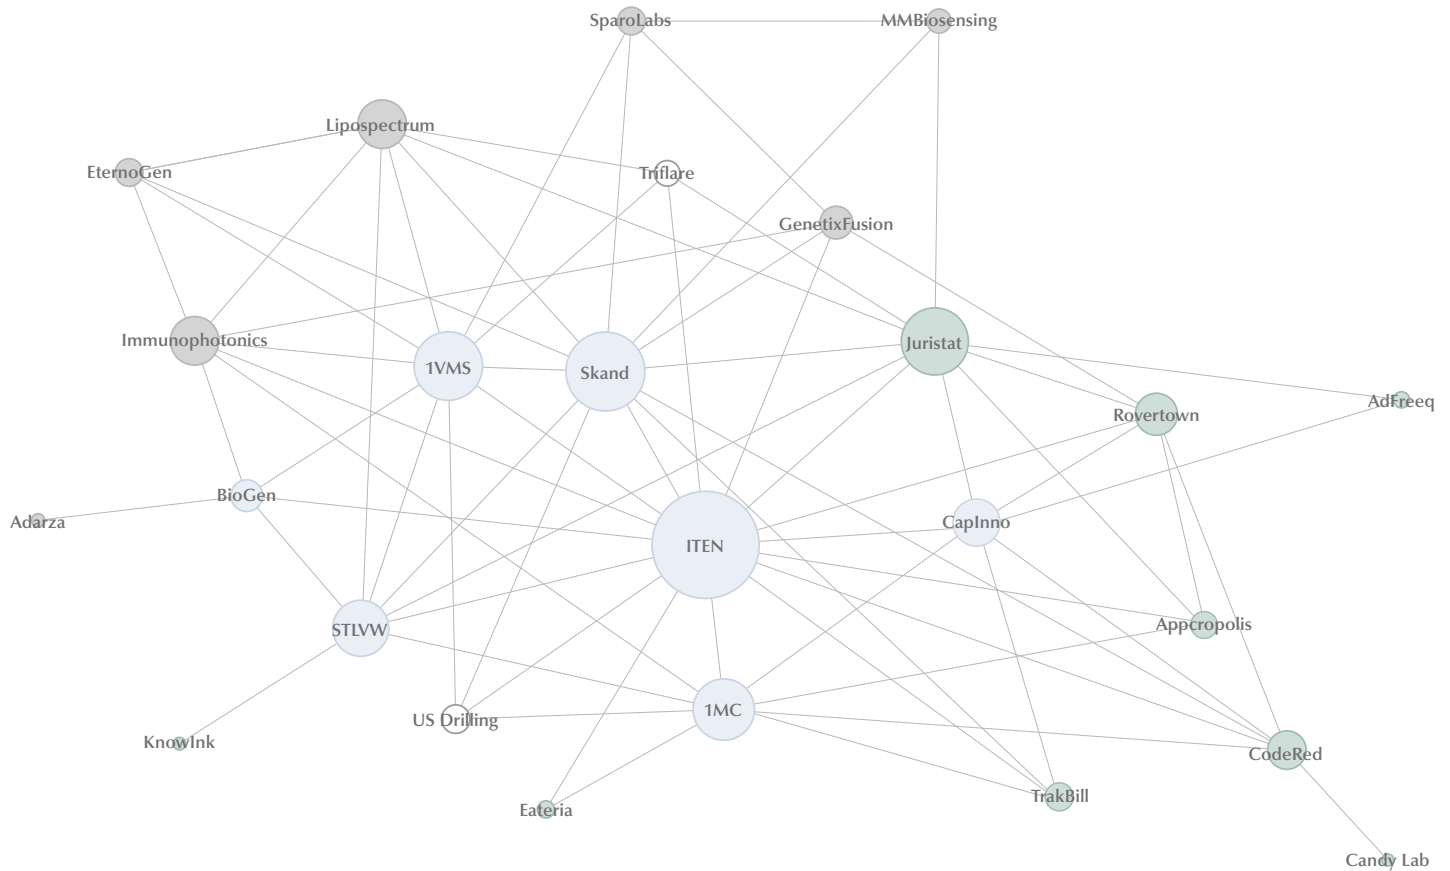 SparoLabs
MMBiosensing
Lipospectrum
EternoGen
Triflare
GenetixFusion
Immunophotonics
1VMS
Skand
Juristat
AdFreeq
Rovertown
BioGen
Adarza
CapInno
ITEN
Appcropolis
STLVW
1MC
US Drilling
KnowInk
CodeRed
TrakBill
Eateria
Candy Lab